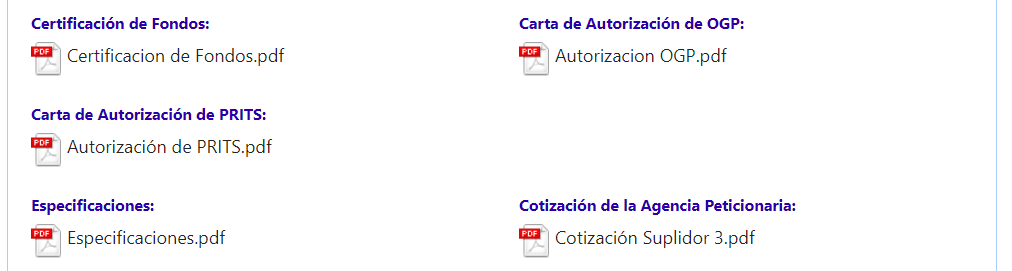 Certificación de Fondos:
Carta de Autorización de OGP:
PDF Certificacion de Fondos.pdf
PDF Autorizacion OGP.pdf
Carta de Autorización de PRITS:
PDF Autorización de PRITS.pdf
Especificaciones:
Cotización de la Agencia Peticionaria:
PDF Especificaciones.pdf
PDF Cotización Suplidor 3.pdf